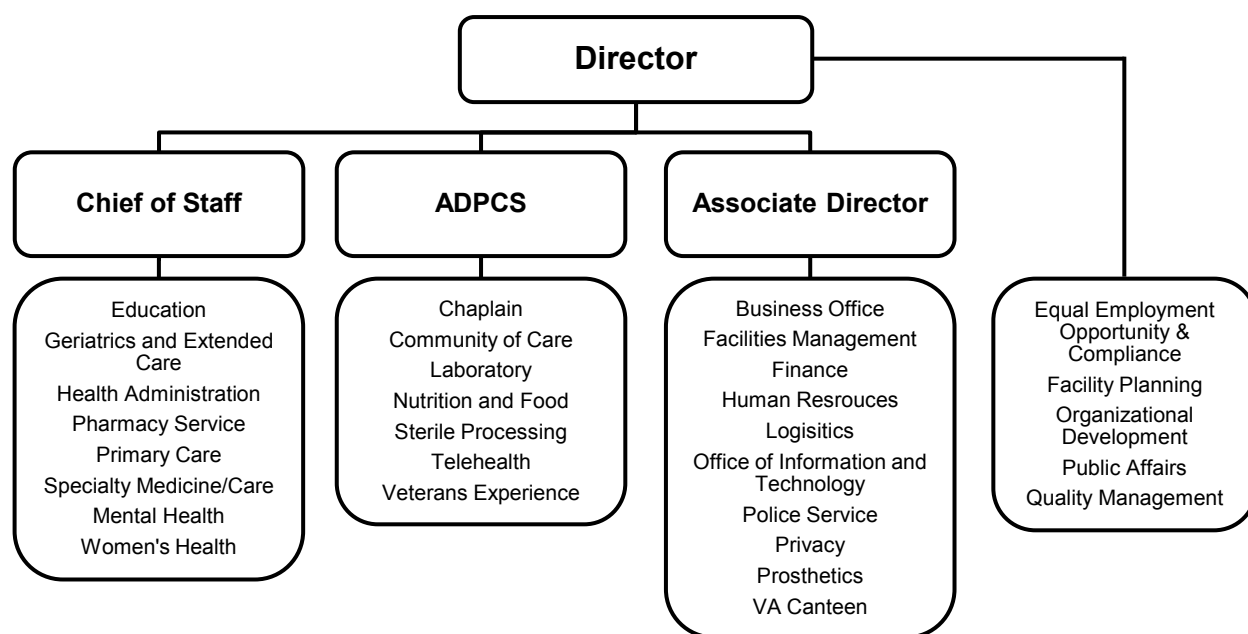 Director
Chief of Staff
ADPCS
Associate Director
Education
Geriatrics and Extended
Care
Health Administration
Pharmacy Service
Primary Care
Specialty Medicine/Care
Mental Health
Women's Health
Chaplain
Community of Care
Laboratory
Nutrition and Food
Sterile Processing
Telehealth
Veterans Experience
Business Office
Facilities Management
Finance
Human Resrouces
Logisitics
Office of Information and
Technology
Police Service
Privacy
Prosthetics
VA Canteen
Equal Employment
Opportunity &
Compliance
Facility Planning
Organizational
Development
Public Affairs
Quality Management